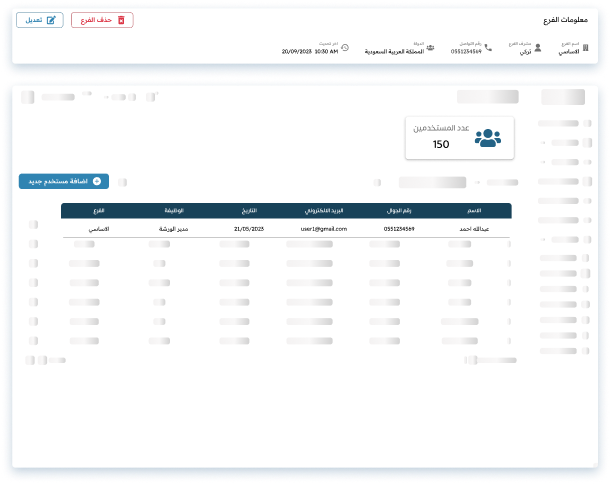 معلومات الفرع
حذف الفرع
تعديل
اسم الفرع
الاساسي
مشرف الفرع
تركي
رقم التواصل
0551234569
الدولة
المملكة العربية السعودية
اخر تحديث
20/09/2023 10:30 AM
عدد المستخدمين
150
اضافة مستخدم جديد
الاسم رقم الجوال البريد الالكتروني التاريخ الوظيفة الفرع
عبدالله احمد 0551234569 user1@gmail.com 21/05/2023 مدير الورشة الاساسي